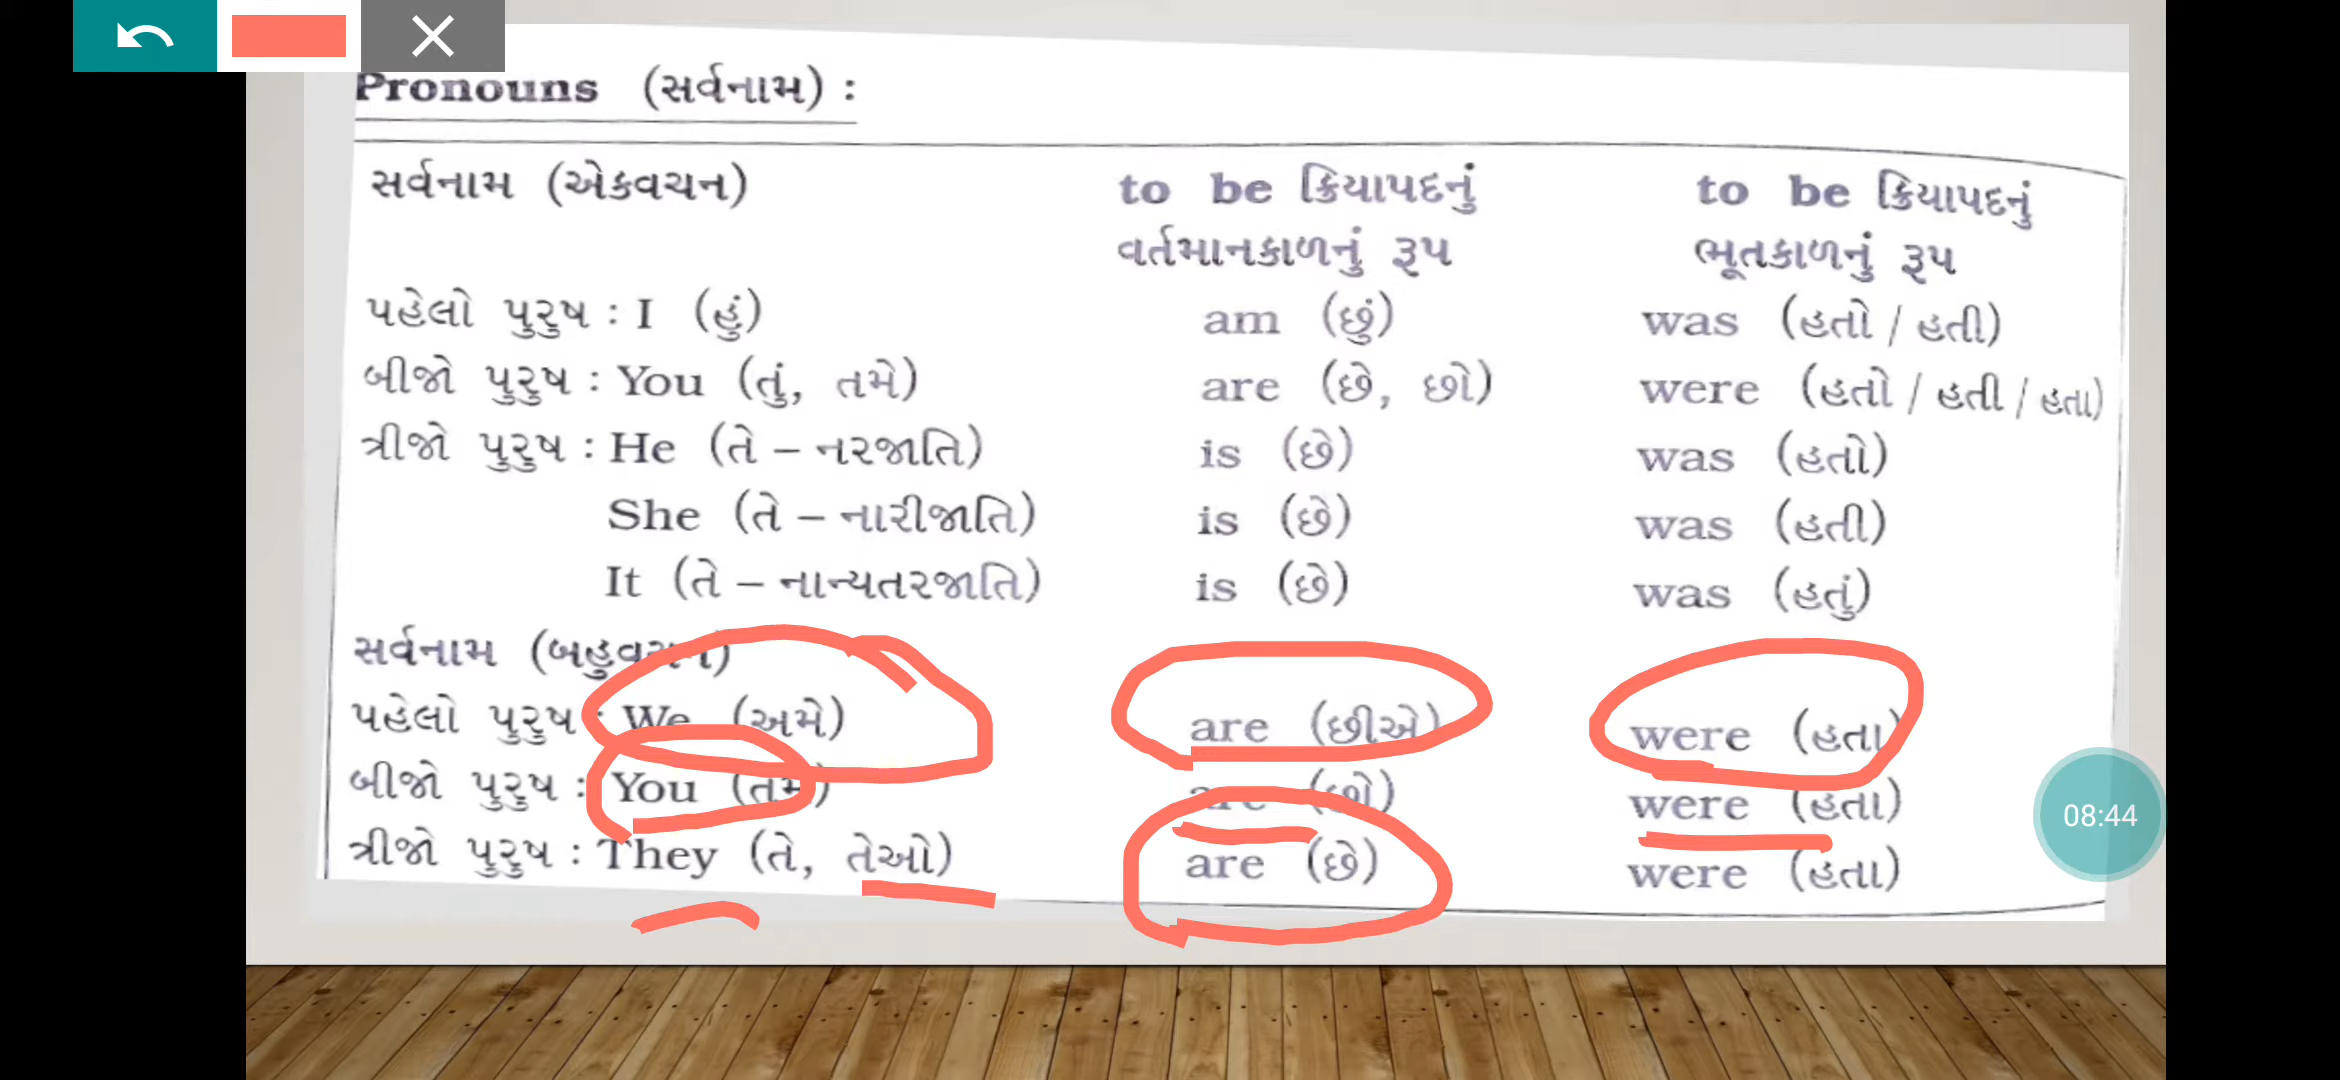 Pronouns (સર્વનામ) :
સર્વનામ (એકવચન) to be ક્રિયાપદનું to be ક્રિયાપદનું
વર્તમાનકાળનું રૂપ ભૂતકાળનું રૂપ
પહેલો પુરુષ : I (હું) am (છું) was (હતો / હતી)
બીજો પુરુષ : You (તું, તમે) are (છે, છો) were (હતો / હતી / હતા)
ત્રીજો પુરુષ : He (તે – નરજાતિ) is (છે) was (હતો)
She (તે – નારીજાતિ) is (છે) was (હતી)
It (તે – નાન્યતરજાતિ) is (છે) was (હતું)
સર્વનામ (બહુવચન)
પહેલો પુરુષ : We (અમે) are (છીએ) were (હતા)
બીજો પુરુષ : You (તમે) are (છો) were (હતા)
ત્રીજો પુરુષ : They (તે, તેઓ) are (છે) were (હતા)
08:44